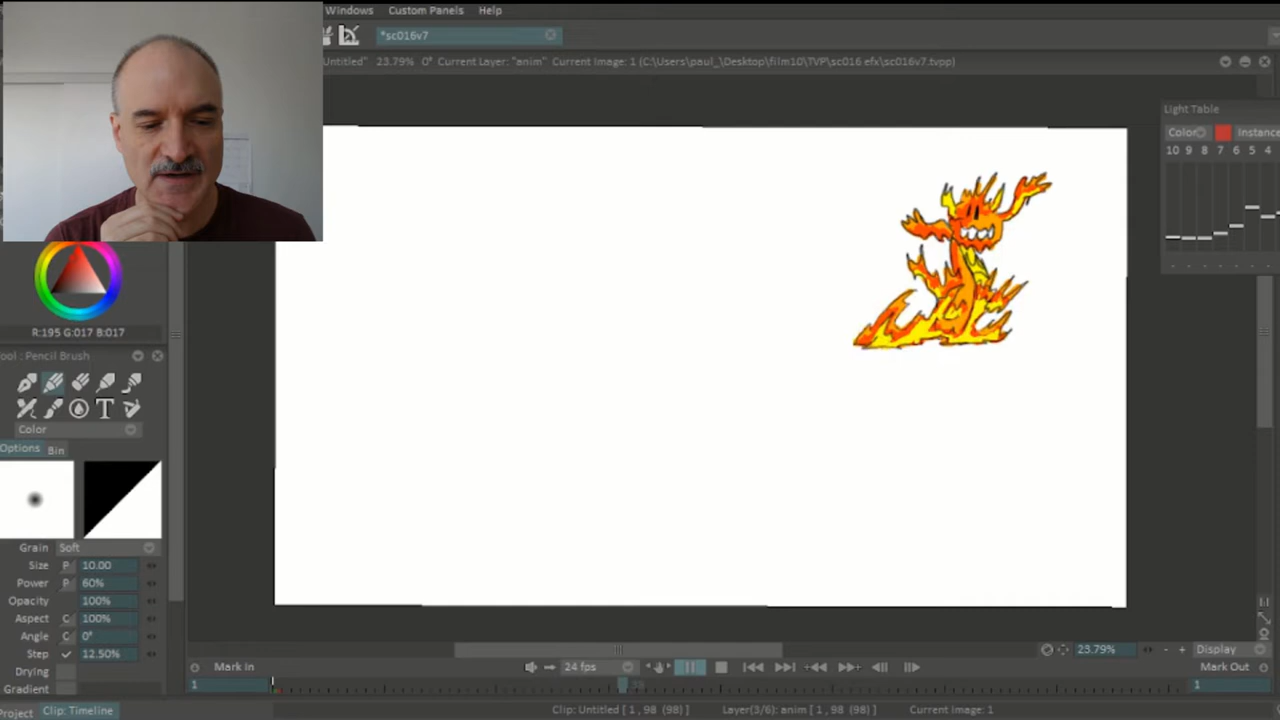 Windows Custom Panels Help
*sc016v7
Untitled" 23.79% 0° Current Layer: "anim" Current Image: 1 (C:\Users\paul_\Desktop\film10\TVP\sc016 efx\sc016v7.tvpp)
Light Table
Color Instance
10 9 8 7 6 5 4
R:195 G:017 B:017
ool : Pencil Brush
T
Color
Options Bin
Grain Soft
Size P 10.00
Power P 60%
Opacity 100%
Aspect C 100%
Angle C 0°
Step 12.50%
Drying
Gradient
23.79% - + Display
Mark In 24 fps Mark Out
1 1
Project Clip: Timeline Clip: Untitled [ 1 , 98 (98) ] Layer(3/6): anim [ 1 , 98 (98) ] Current Image: 1